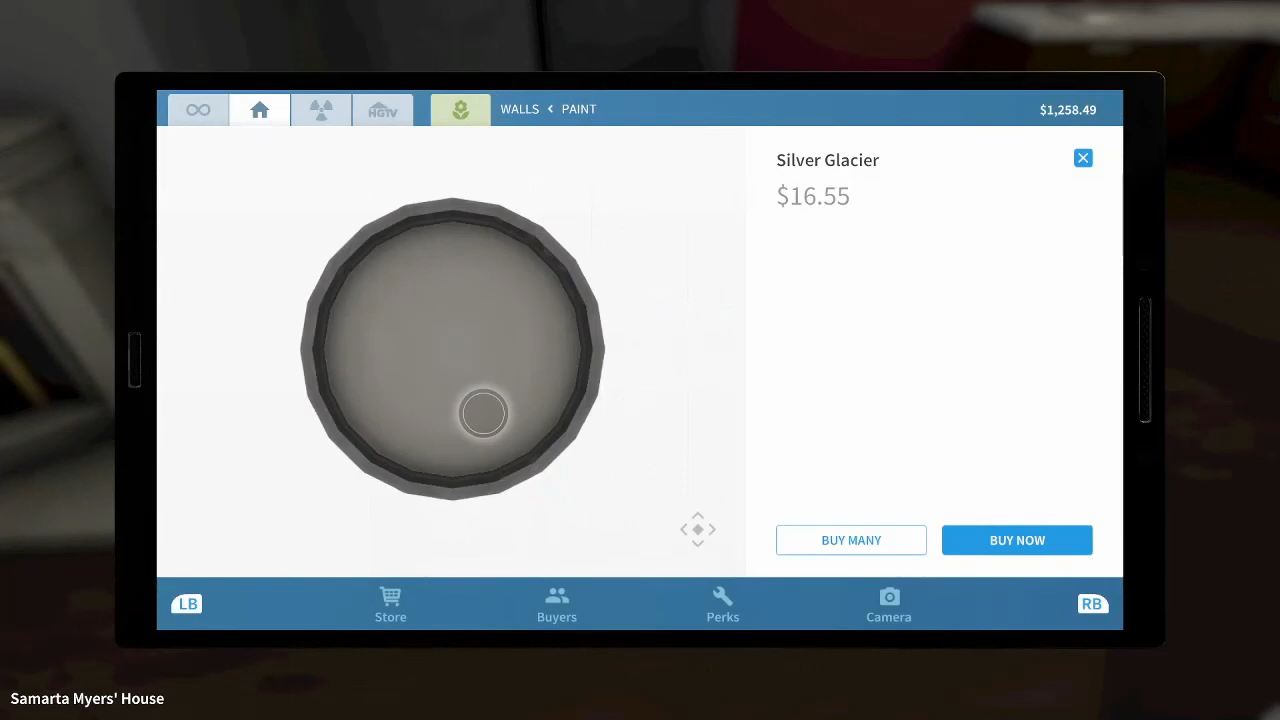 HGTV
WALLS < PAINT
$1,258.49
Silver Glacier
$16.55
BUY MANY
BUY NOW
LB
Store
Buyers
Perks
Camera
RB
Samarta Myers' House